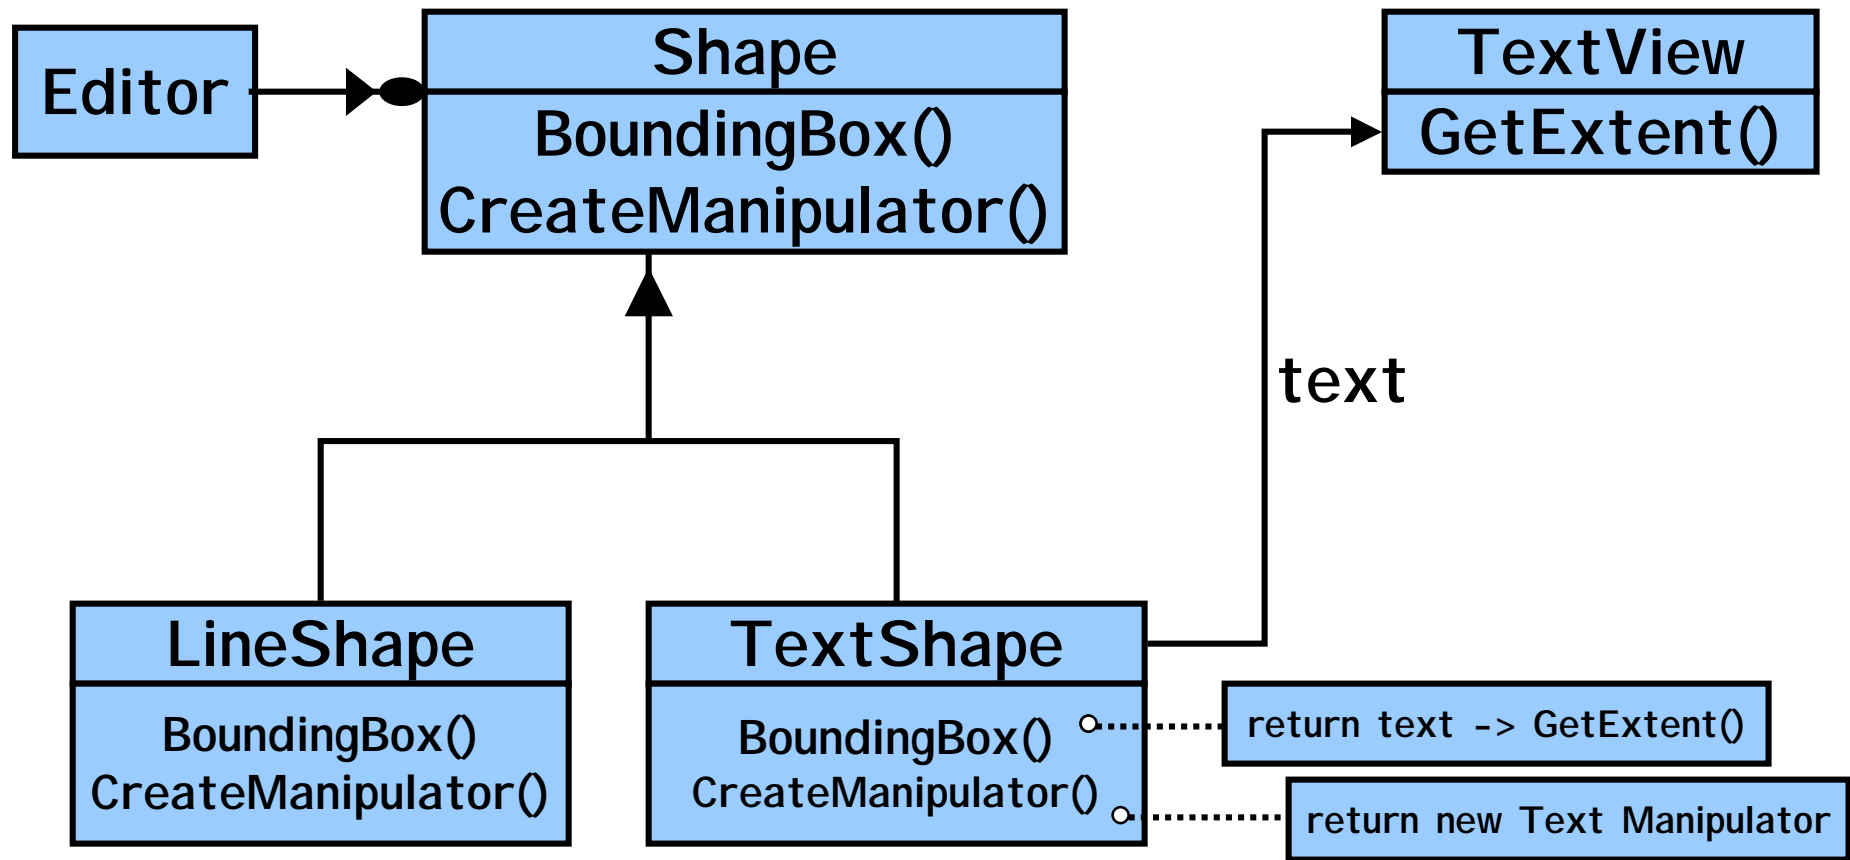 Editor
Shape
BoundingBox()
CreateManipulator()
TextView
GetExtent()
text
LineShape
BoundingBox()
CreateManipulator()
TextShape
BoundingBox()
CreateManipulator()
return text -> GetExtent()
return new Text Manipulator